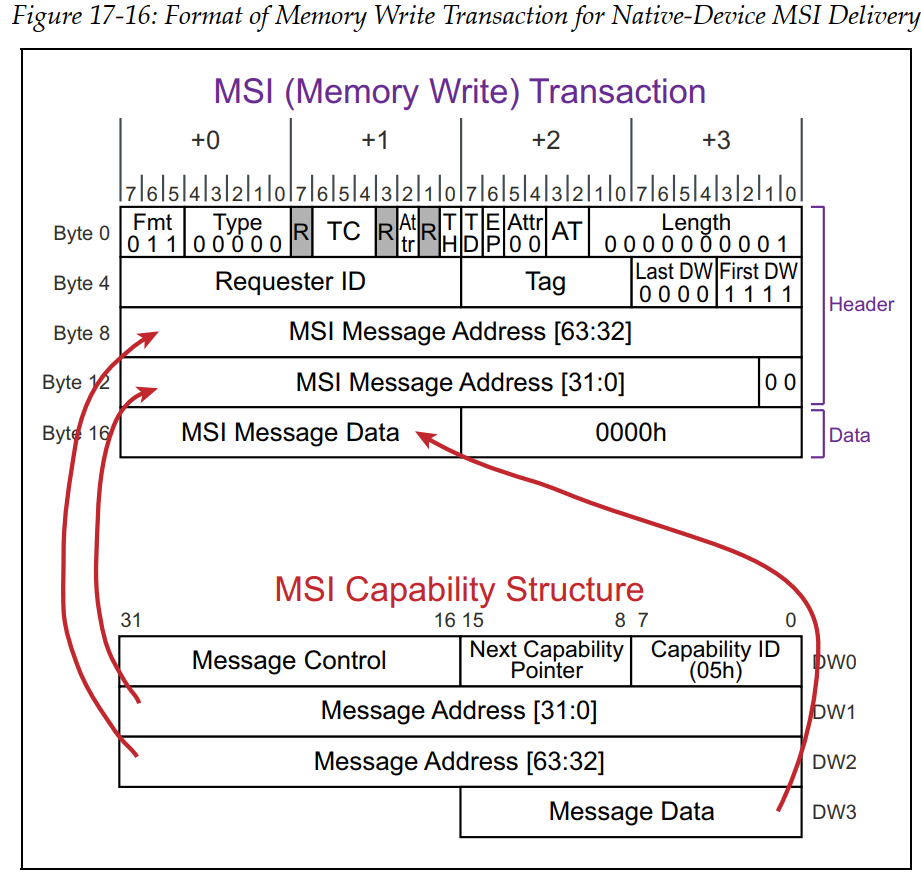 Figure 17-16: Format of Memory Write Transaction for Native-Device MSI Delivery
MSI (Memory Write) Transaction
+0 +1 +2 +3
7 6 5 4 3 2 1 0 7 6 5 4 3 2 1 0 7 6 5 4 3 2 1 0 7 6 5 4 3 2 1 0
Byte 0 Fmt 0 1 1 Type 0 0 0 0 0 R TC R At tr R T H T D E P Attr 0 0 AT Length 0 0 0 0 0 0 0 0 0 1
Byte 4 Requester ID Tag Last DW 0 0 0 0 First DW 1 1 1 1
Header
Byte 8 MSI Message Address [63:32]
Byte 12 MSI Message Address [31:0] 0 0
Byte 16 MSI Message Data 0000h Data
MSI Capability Structure
31 16 15 8 7 0
Message Control Next Capability Pointer Capability ID (05h) DW0
Message Address [31:0] DW1
Message Address [63:32] DW2
Message Data DW3